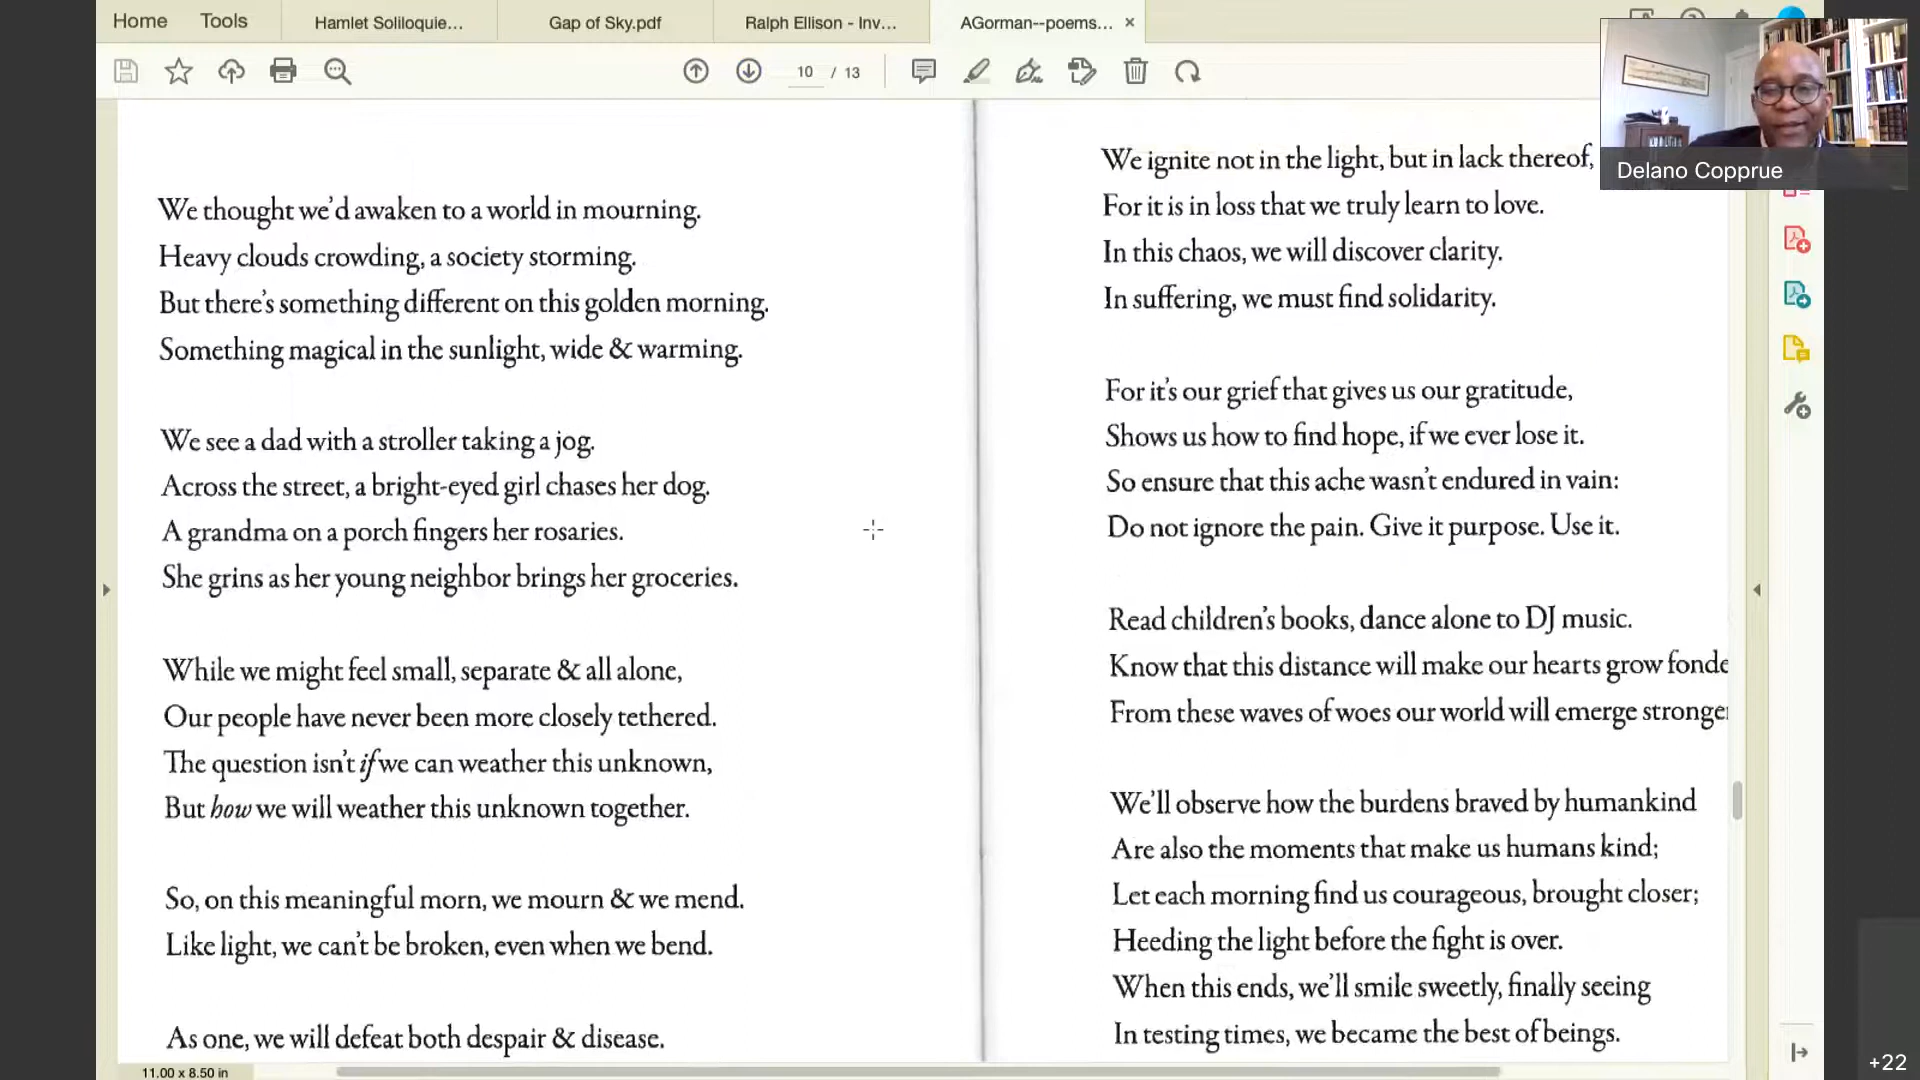 Home Tools Hamlet Soliloquie... Gap of Sky.pdf Ralph Ellison - Inv... AGorman--poems... ×
10 / 13
Delano Copprue
We thought we'd awaken to a world in mourning.
Heavy clouds crowding, a society storming.
But there's something different on this golden morning.
Something magical in the sunlight, wide & warming.
We see a dad with a stroller taking a jog.
Across the street, a bright-eyed girl chases her dog.
A grandma on a porch fingers her rosaries.
She grins as her young neighbor brings her groceries.
While we might feel small, separate & all alone,
Our people have never been more closely tethered.
The question isn't if we can weather this unknown,
But how we will weather this unknown together.
So, on this meaningful morn, we mourn & we mend.
Like light, we can't be broken, even when we bend.
As one, we will defeat both despair & disease.
We ignite not in the light, but in lack thereof,
For it is in loss that we truly learn to love.
In this chaos, we will discover clarity.
In suffering, we must find solidarity.
For it's our grief that gives us our gratitude,
Shows us how to find hope, if we ever lose it.
So ensure that this ache wasn't endured in vain:
Do not ignore the pain. Give it purpose. Use it.
Read children's books, dance alone to DJ music.
Know that this distance will make our hearts grow fonde
From these waves of woes our world will emerge stronger
We'll observe how the burdens braved by humankind
Are also the moments that make us humans kind;
Let each morning find us courageous, brought closer;
Heeding the light before the fight is over.
When this ends, we'll smile sweetly, finally seeing
In testing times, we became the best of beings.
11.00 x 8.50 in
+22